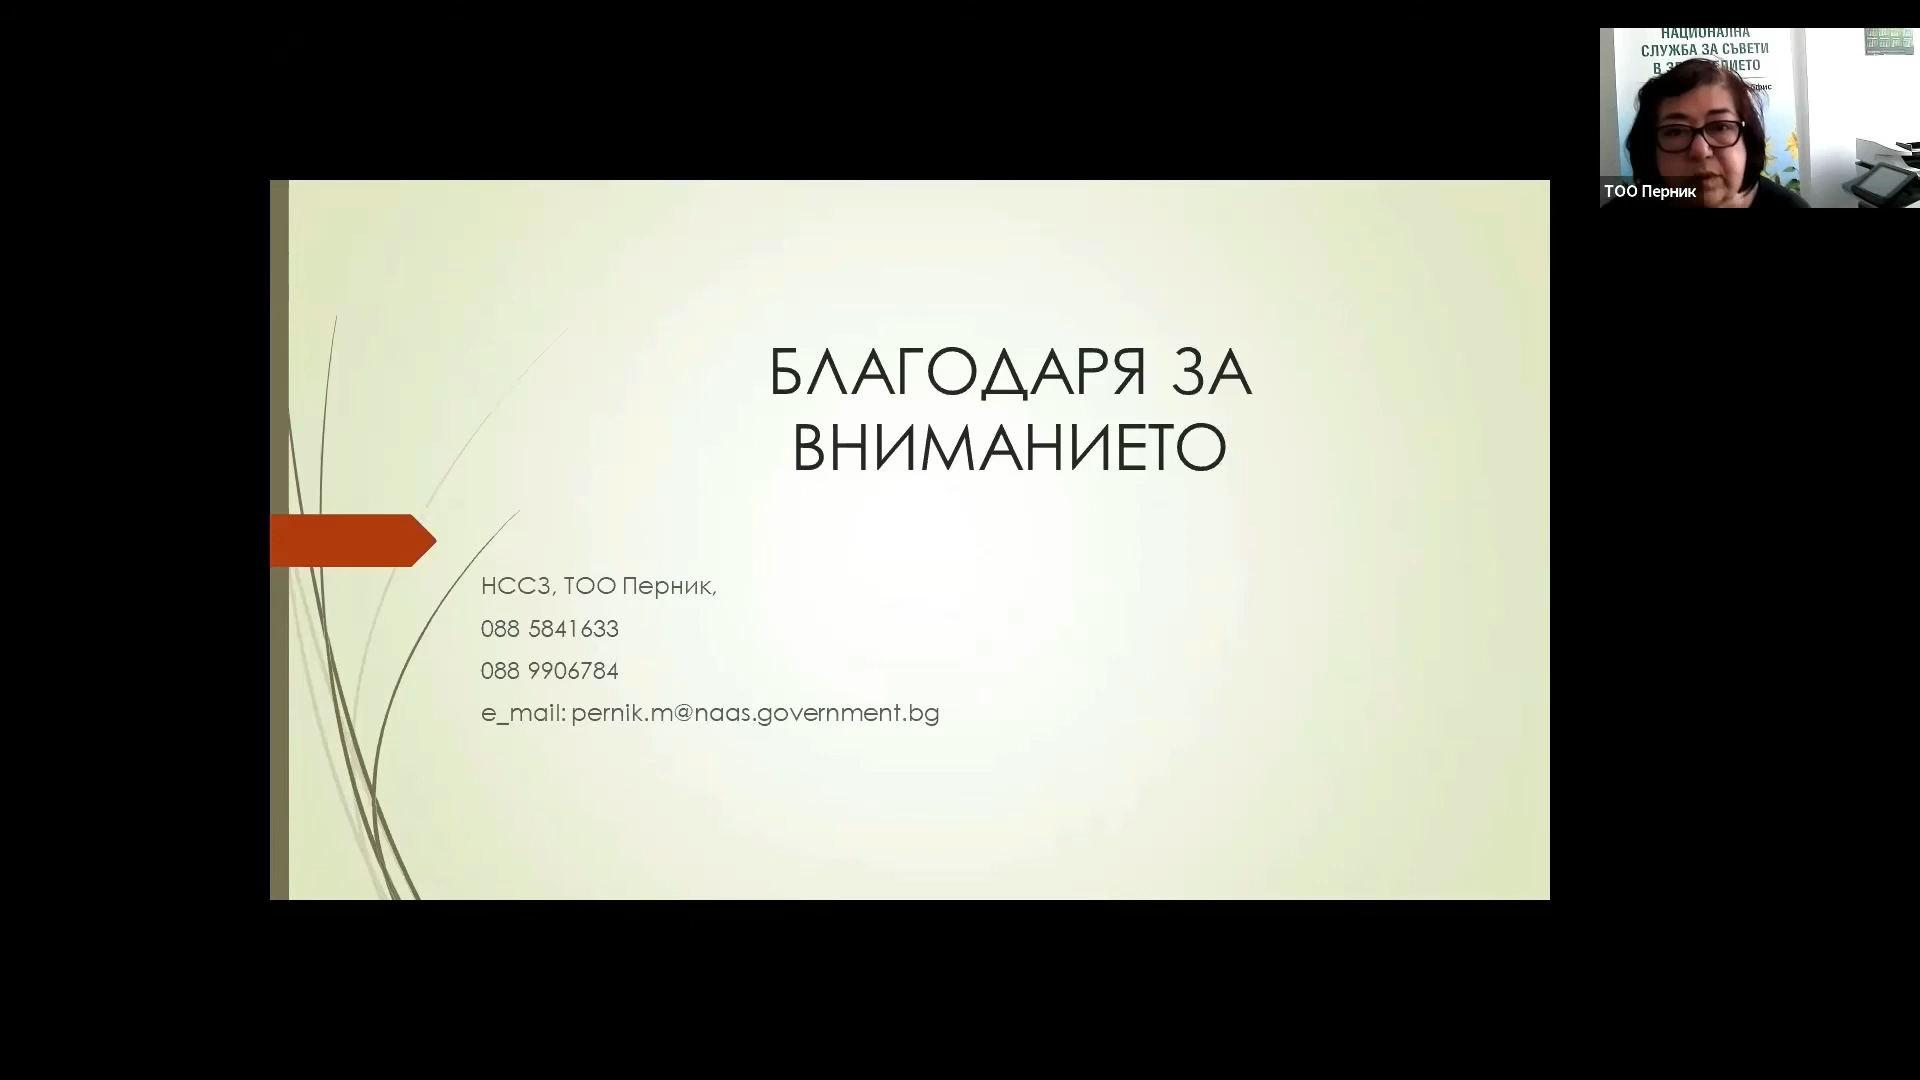 БЛАГОДАРЯ ЗА
ВНИМАНИЕТО
НССЗ, ТОО Перник,
088 5841633
088 9906784
e_mail: pernik.m@naas.government.bg
НАЦИОНАЛНА
СЛУЖБА ЗА СЪВЕТИ
В
офис
ТОО Перник